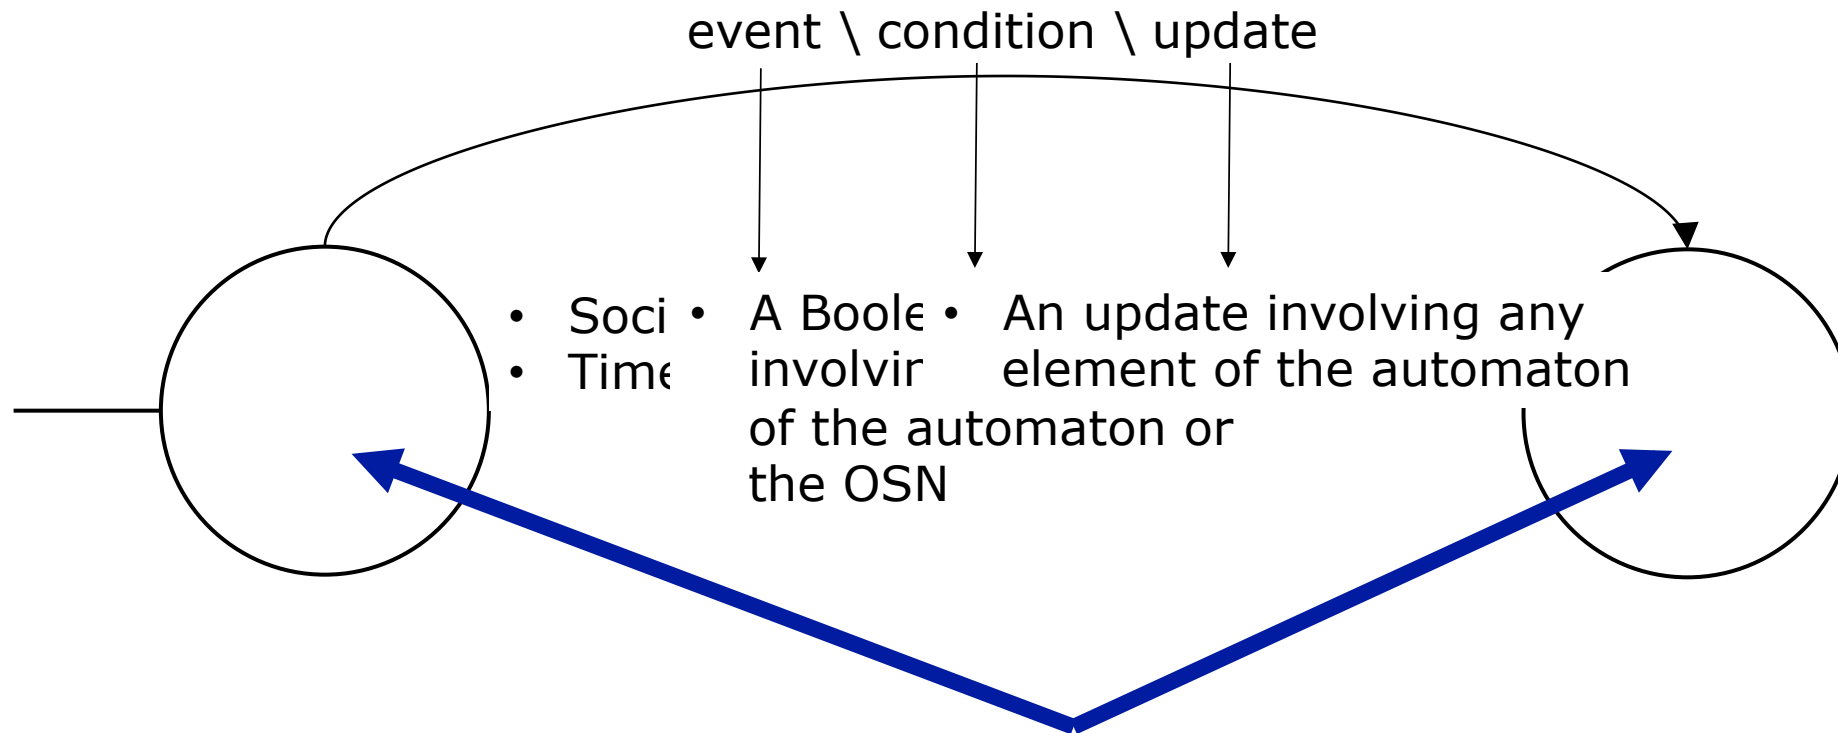 event \ condition \ update
• Soci
• Time
• A Boole
involvin
of the automaton or
the OSN
• An update involving any
element of the automaton